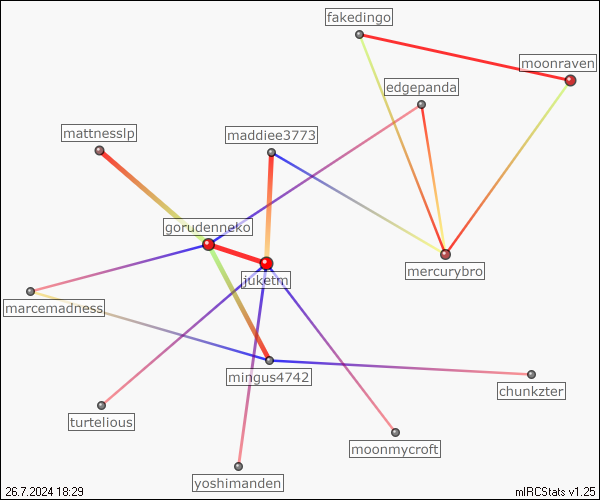 fakedingo
moonraven
edgepanda
mattnesslp
maddiee3773
gorudenneko
mercurybro
juketm
marcemadness
mingus4742
chunkzter
turtelious
moonmycroft
yoshimanden
26.7.2024 18:29
mIRCStats v1.25